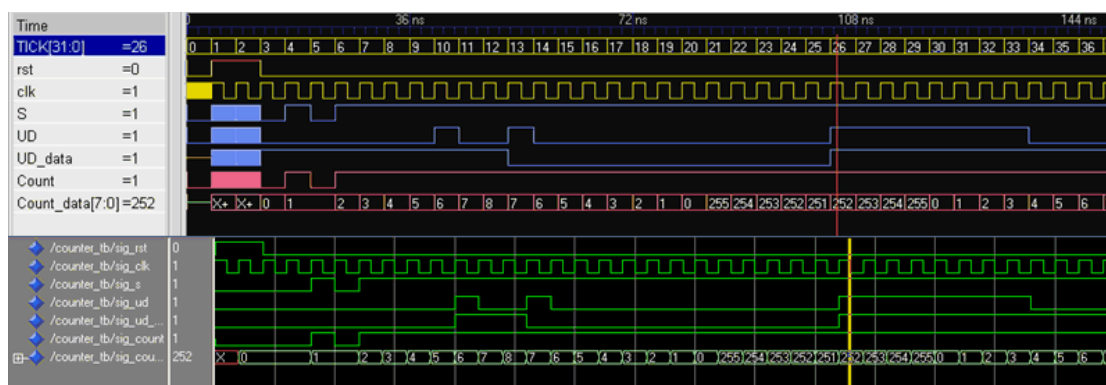 Time 36 ns 72 ns 108 ns 144 ns
TICK[31:0] =26 0 1 2 3 4 5 6 7 8 9 10 11 12 13 14 15 16 17 18 19 20 21 22 23 24 25 26 27 28 29 30 31 32 33 34 35 36
rst =0
clk =1
S =1
UD =1
UD_data =1
Count =1
Count_data[7:0] =252 X+ X+ 0 1 2 3 4 5 6 7 8 7 6 5 4 3 2 1 0 255 254 253 252 251 252 253 254 255 0 1 2 3 4 5 6
/counter_tb/sig_rst 0
/counter_tb/sig_clk 1
/counter_tb/sig_s 1
/counter_tb/sig_ud 1
/counter_tb/sig_ud_... 1
/counter_tb/sig_count 1
/counter_tb/sig_cou... 252 X 0 1 2 3 4 5 6 7 8 7 6 5 4 3 2 1 0 255 254 253 252 251 252 253 254 255 0 1 2 3 4 5 6